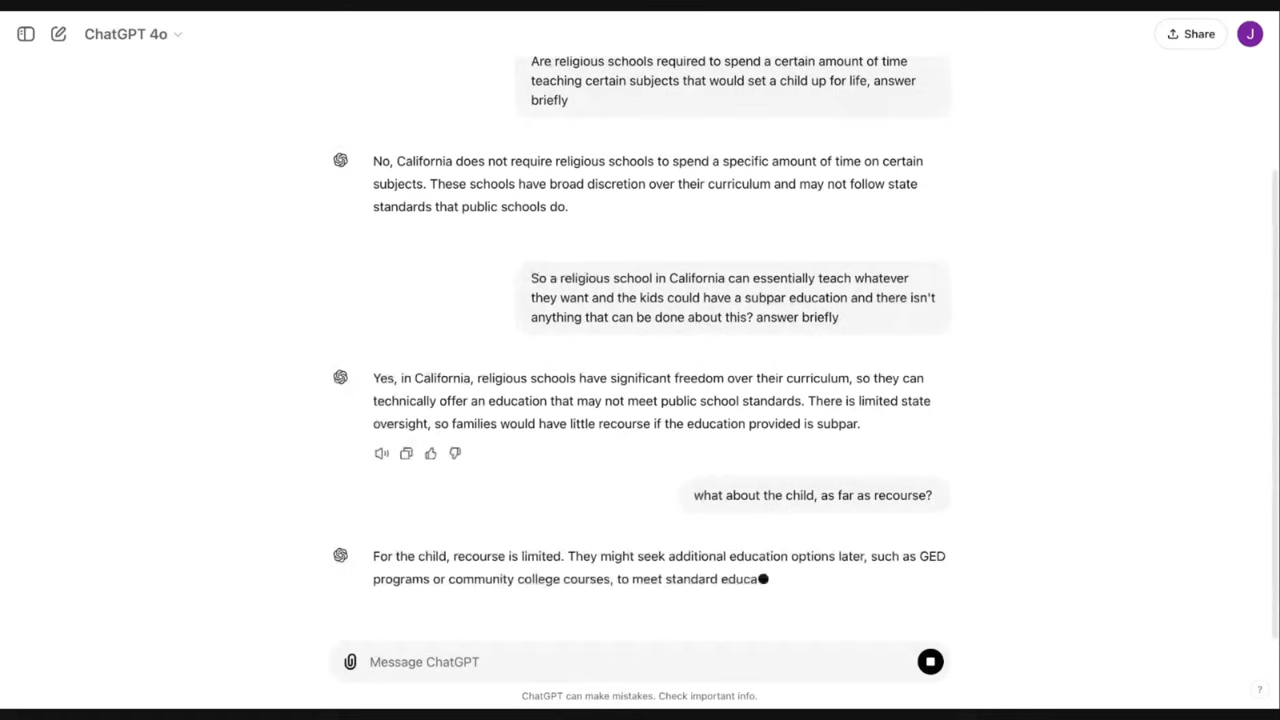 ChatGPT 4o
Share
J
Are religious schools required to spend a certain amount of time
teaching certain subjects that would set a child up for life, answer
briefly
No, California does not require religious schools to spend a specific amount of time on certain
subjects. These schools have broad discretion over their curriculum and may not follow state
standards that public schools do.
So a religious school in California can essentially teach whatever
they want and the kids could have a subpar education and there isn't
anything that can be done about this? answer briefly
Yes, in California, religious schools have significant freedom over their curriculum, so they can
technically offer an education that may not meet public school standards. There is limited state
oversight, so families would have little recourse if the education provided is subpar.
what about the child, as far as recourse?
For the child, recourse is limited. They might seek additional education options later, such as GED
programs or community college courses, to meet standard educa
Message ChatGPT
ChatGPT can make mistakes. Check important info.
?